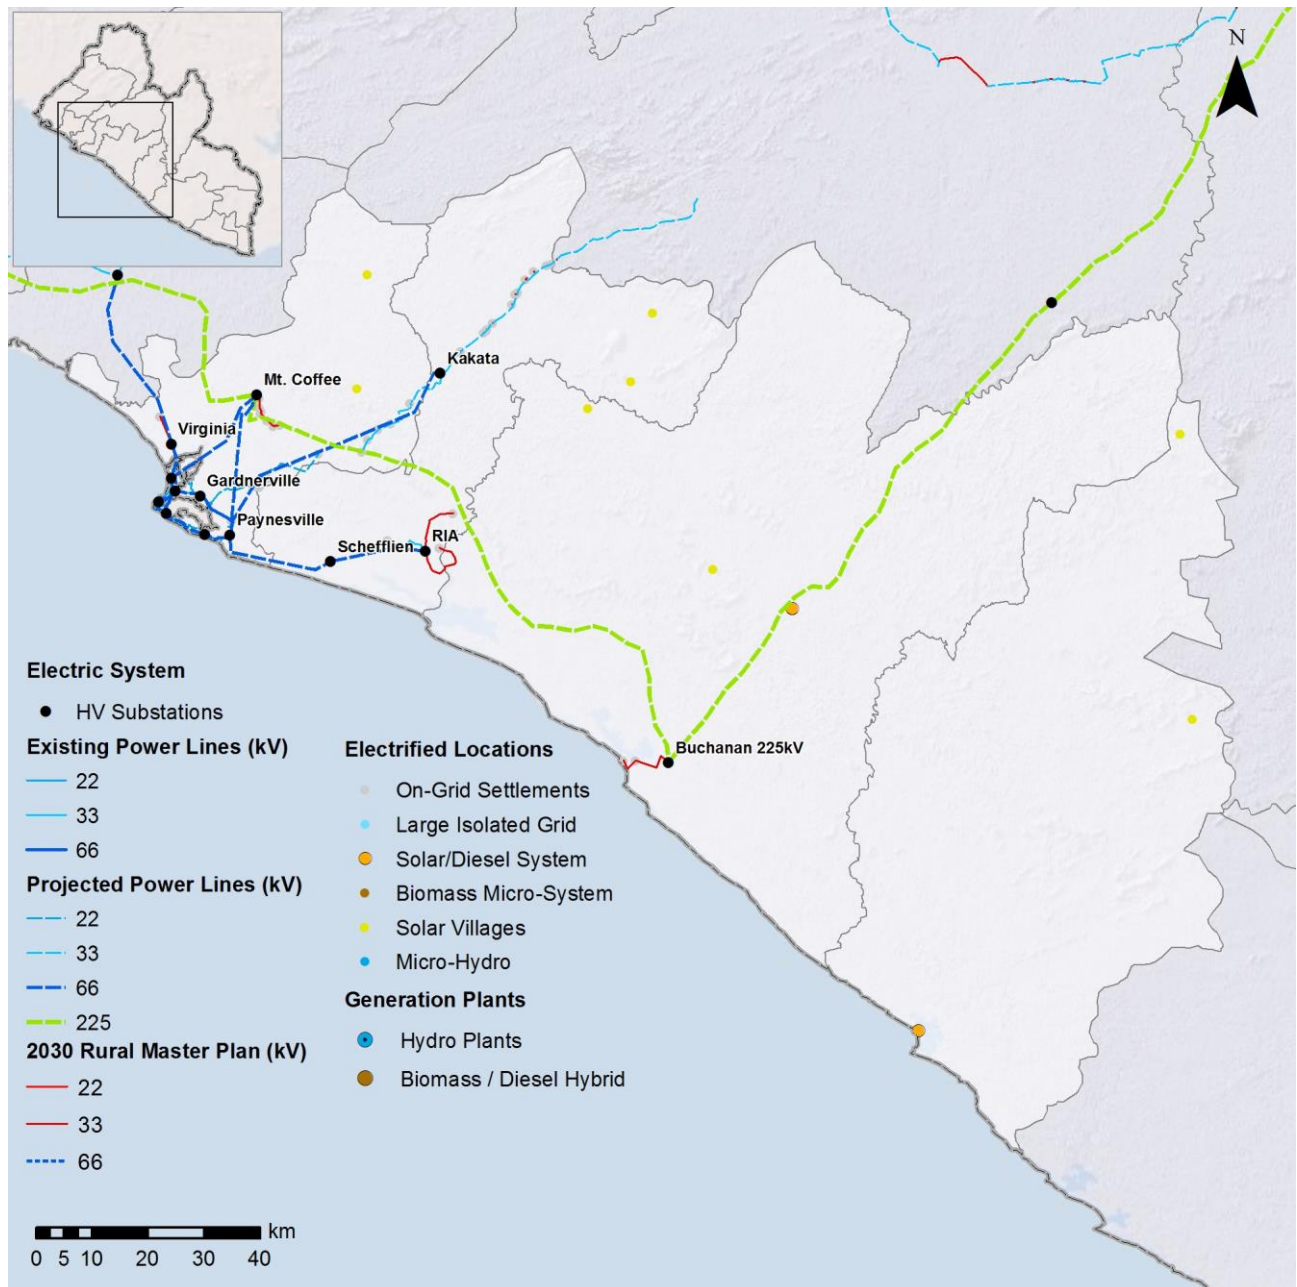 N
Kakata
Mt. Coffee
Virginia
Gardnerville
Paynesville
Schefflien
RIA
Buchanan 225kV
Electric System
HV Substations
Existing Power Lines (kV)
22
33
66
Projected Power Lines (kV)
22
33
66
225
2030 Rural Master Plan (kV)
22
33
66
Electrified Locations
On-Grid Settlements
Large Isolated Grid
Solar/Diesel System
Biomass Micro-System
Solar Villages
Micro-Hydro
Generation Plants
Hydro Plants
Biomass / Diesel Hybrid
km
0 5 10 20 30 40